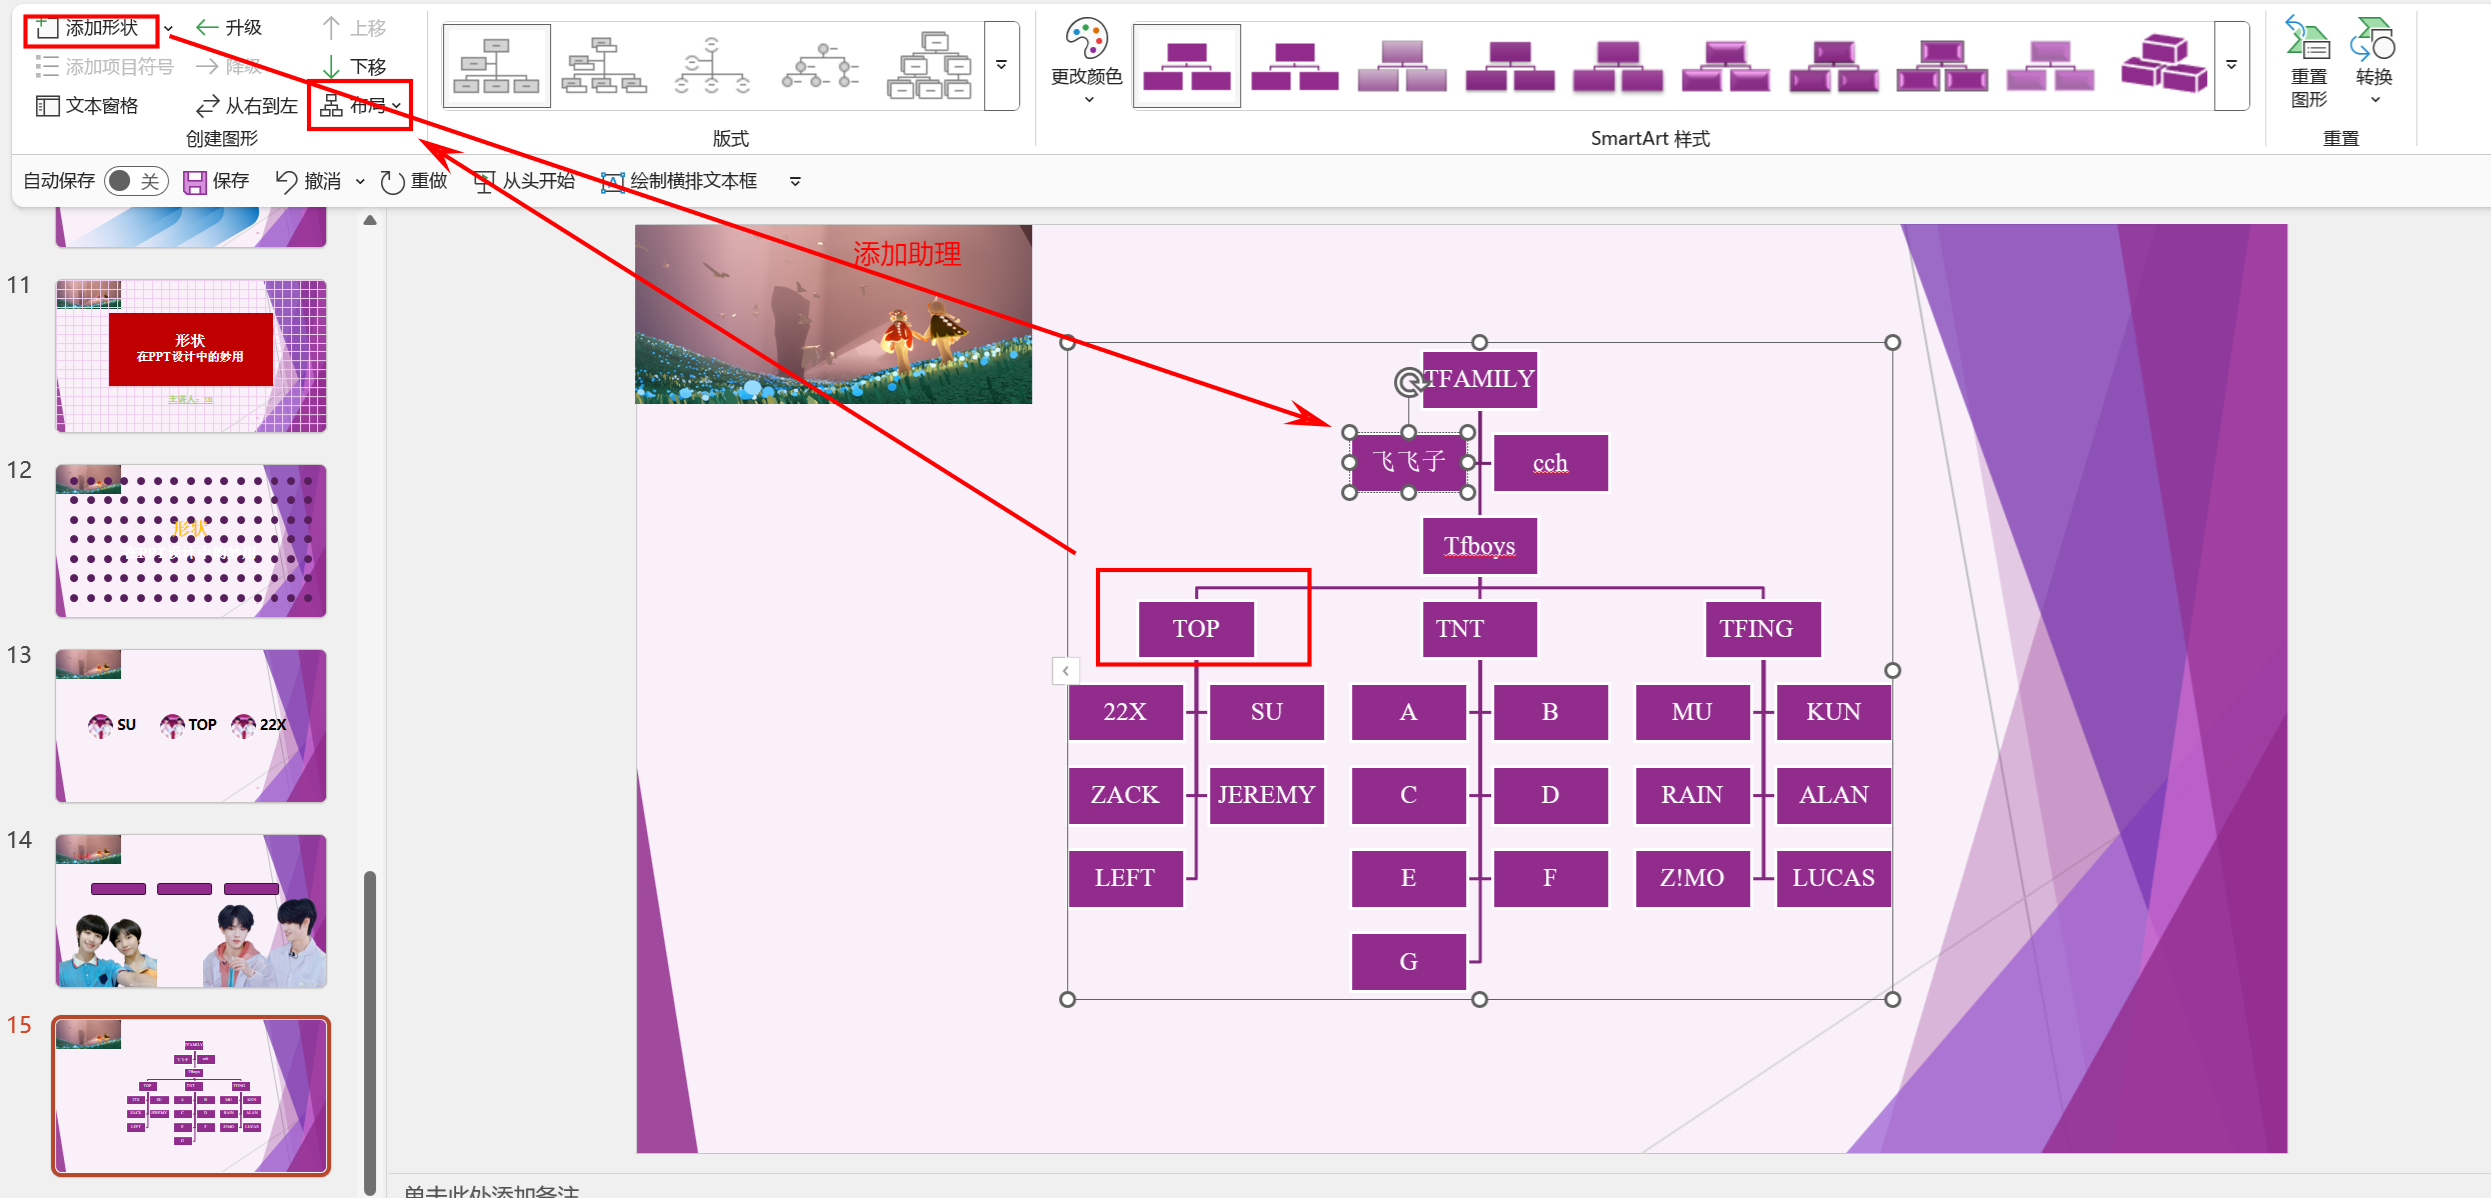 添加形状 升级 上移
添加项目符号 降级 下移
文本窗格 从右到左 布局
创建图形
版式
更改颜色
SmartArt 样式
重置
图形
转换
重置
自动保存 关 保存 撤消 重做 从头开始 绘制横排文本框
11
形状
在PPT设计中的妙用
12
形状
13
SU TOP 22X
14
15
添加助理
TFAMILY
飞飞子 cch
Tfboys
TOP TNT TFING
22X SU A B MU KUN
ZACK JEREMY C D RAIN ALAN
LEFT E F Z!MO LUCAS
G
单击此处添加备注